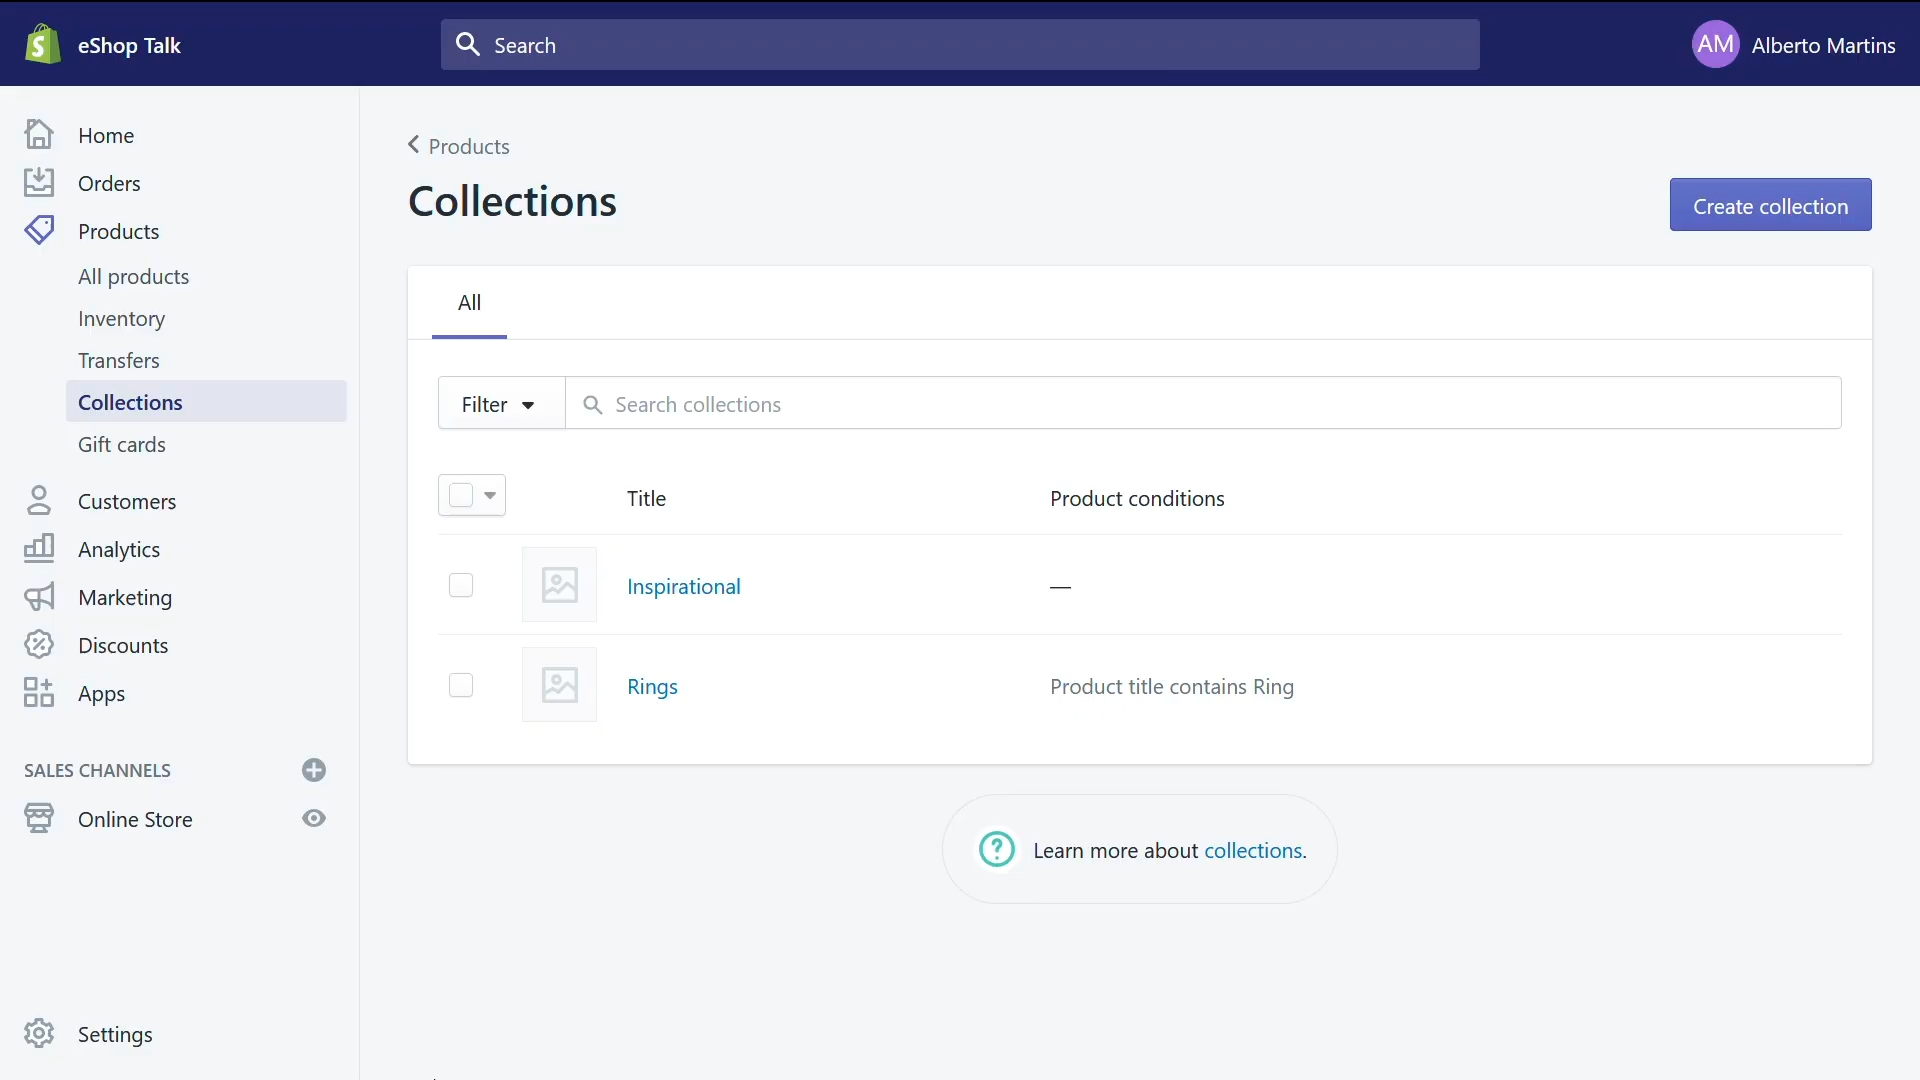 eShop Talk
Search
AM
Alberto Martins
Home
Orders
Products
All products
Inventory
Transfers
Collections
Gift cards
Customers
Analytics
Marketing
Discounts
Apps
SALES CHANNELS
Online Store
Settings
Products
Collections
Create collection
All
Filter
Search collections
Title Product conditions
Inspirational —
Rings Product title contains Ring
Learn more about collections.